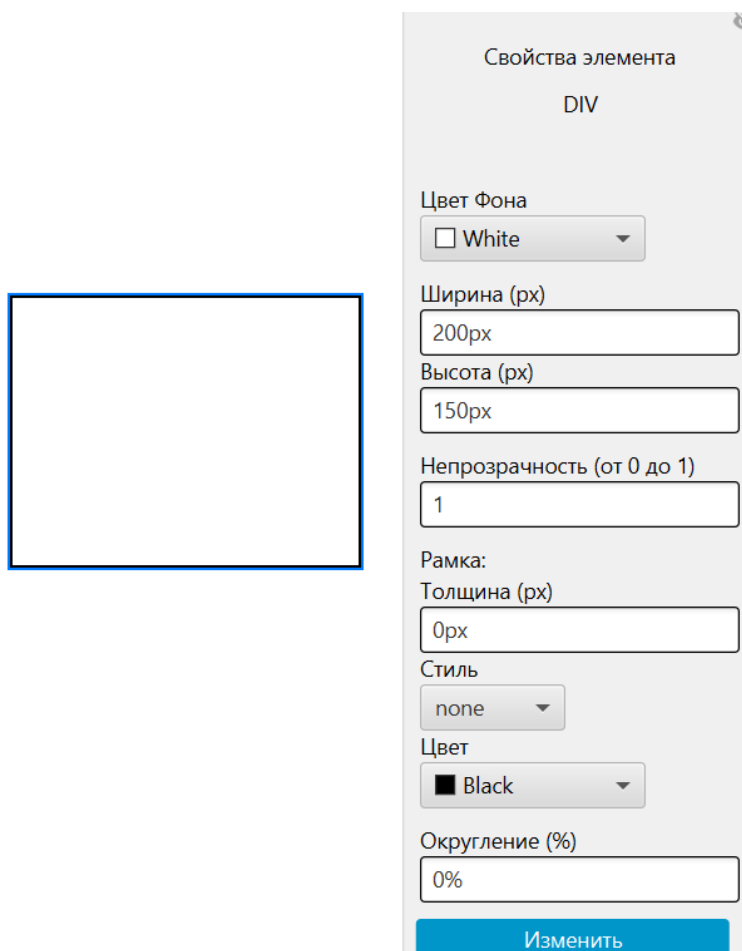 Свойства элемента
DIV
Цвет Фона
White
Ширина (px)
200px
Высота (px)
150px
Непрозрачность (от 0 до 1)
1
Рамка:
Толщина (px)
0px
Стиль
none
Цвет
Black
Округление (%)
0%
Изменить